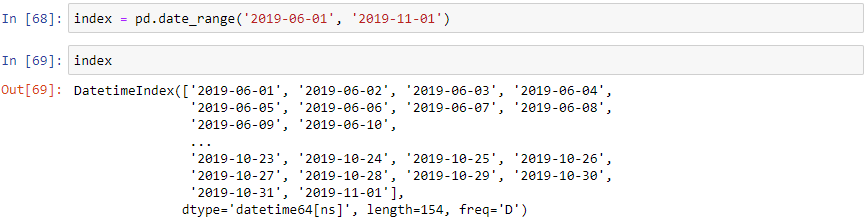 In [68]: index = pd.date_range('2019-06-01', '2019-11-01')
In [69]: index
Out[69]: DatetimeIndex(['2019-06-01', '2019-06-02', '2019-06-03', '2019-06-04',
'2019-06-05', '2019-06-06', '2019-06-07', '2019-06-08',
'2019-06-09', '2019-06-10',
...
'2019-10-23', '2019-10-24', '2019-10-25', '2019-10-26',
'2019-10-27', '2019-10-28', '2019-10-29', '2019-10-30',
'2019-10-31', '2019-11-01'],
dtype='datetime64[ns]', length=154, freq='D')